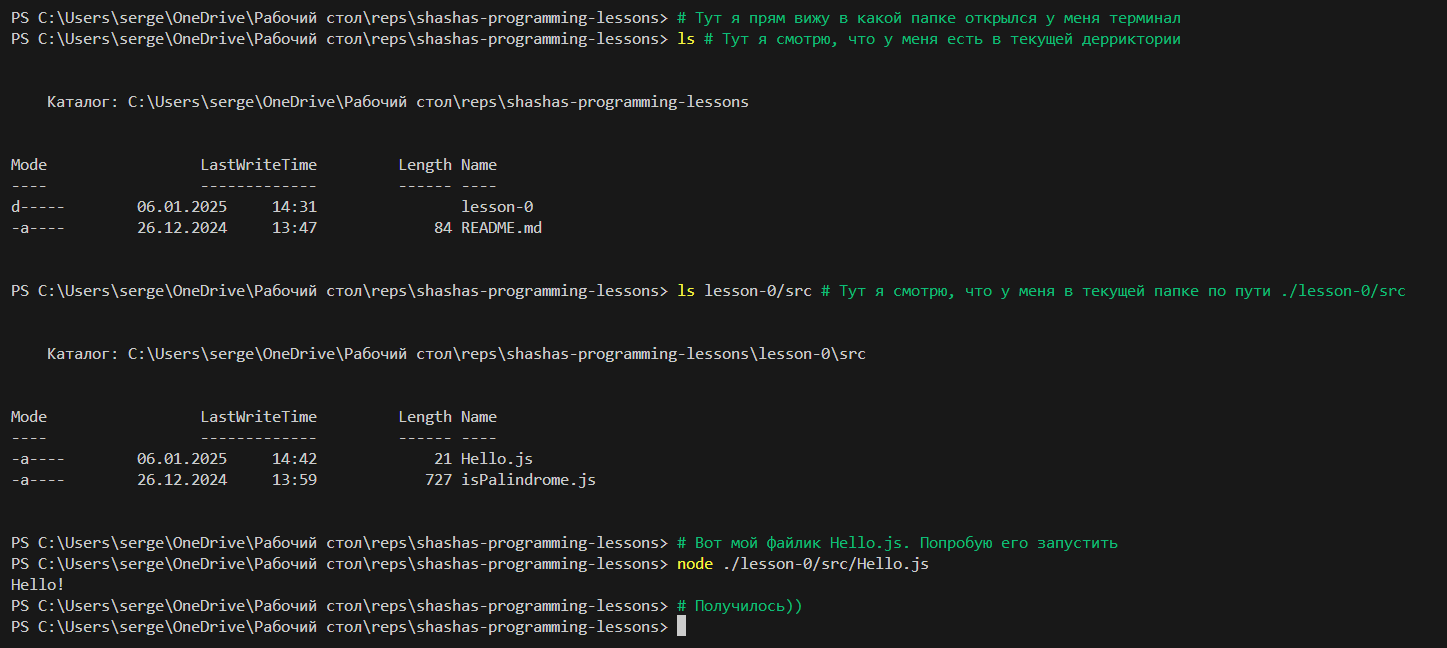 PS C:\Users\serge\OneDrive\Рабочий стол\reps\shashas-programming-lessons> # Тут я прям вижу в какой папке открылся у меня терминал
PS C:\Users\serge\OneDrive\Рабочий стол\reps\shashas-programming-lessons> ls # Тут я смотрю, что у меня есть в текущей дерриктории
Каталог: C:\Users\serge\OneDrive\Рабочий стол\reps\shashas-programming-lessons
Mode LastWriteTime Length Name
---- ------------- ------ ----
d----- 06.01.2025 14:31 lesson-0
-a---- 26.12.2024 13:47 84 README.md
PS C:\Users\serge\OneDrive\Рабочий стол\reps\shashas-programming-lessons> ls lesson-0/src # Тут я смотрю, что у меня в текущей папке по пути ./lesson-0/src
Каталог: C:\Users\serge\OneDrive\Рабочий стол\reps\shashas-programming-lessons\lesson-0\src
Mode LastWriteTime Length Name
---- ------------- ------ ----
-a---- 06.01.2025 14:42 21 Hello.js
-a---- 26.12.2024 13:59 727 isPalindrome.js
PS C:\Users\serge\OneDrive\Рабочий стол\reps\shashas-programming-lessons> # Вот мой файлик Hello.js. Попробую его запустить
PS C:\Users\serge\OneDrive\Рабочий стол\reps\shashas-programming-lessons> node ./lesson-0/src/Hello.js
Hello!
PS C:\Users\serge\OneDrive\Рабочий стол\reps\shashas-programming-lessons> # Получилось))
PS C:\Users\serge\OneDrive\Рабочий стол\reps\shashas-programming-lessons>